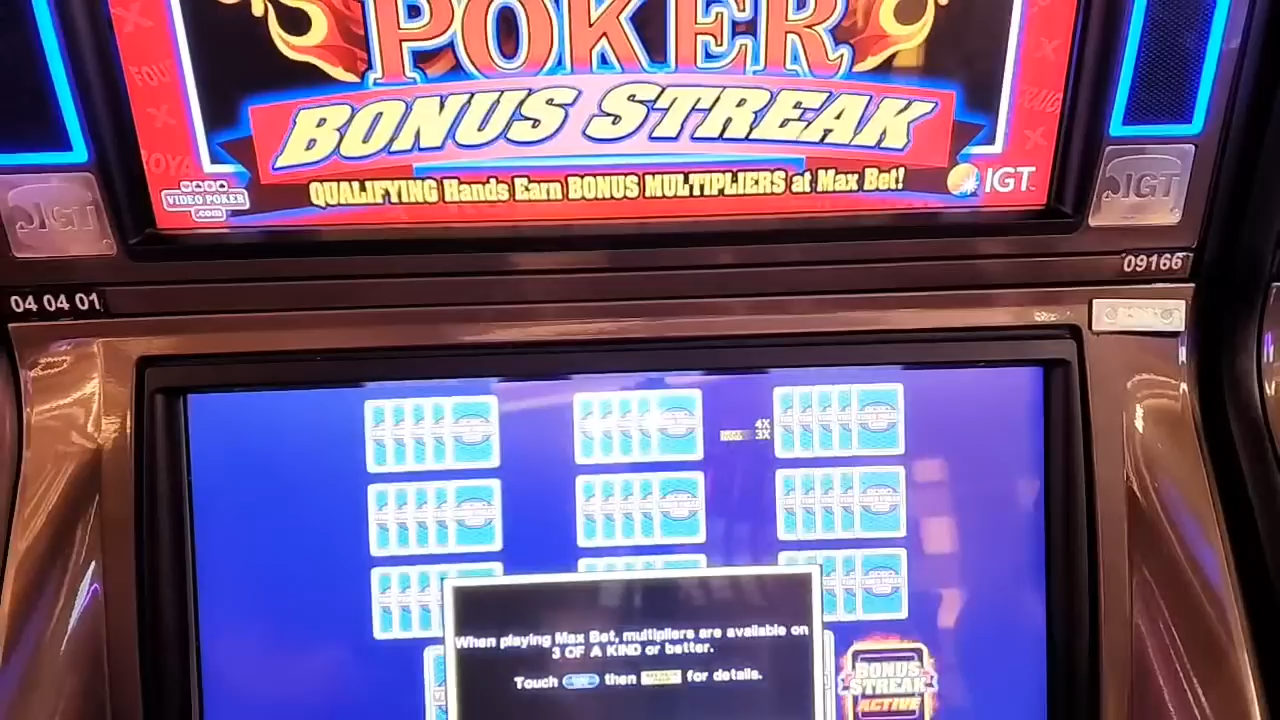 POKER
BONUS STREAK
QUALIFYING Hands Earn BONUS MULTIPLIERS at Max Bet!
VIDEO POKER
.com
IGT
IGT
IGT
09166
04 04 01
4X
3X
When playing Max Bet, multipliers are available on
3 OF A KIND or better.
Touch then for details.
BONUS
STREAK
ACTIVE